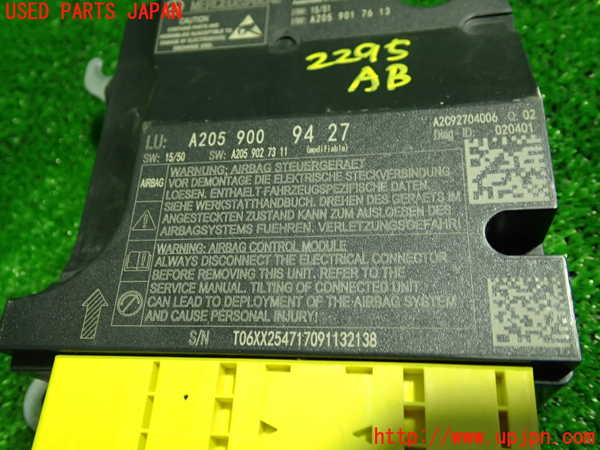 USED PARTS JAPAN
CAUTION
15/51
A205 901 76 13
2295
AB
LU: A205 900 94 27
(modifiable)
SW: 15/50 SW: A205 902 73 11
A2C92704006 Q.02
Diag-ID: 020401
AIRBAG
WARNUNG: AIRBAG STEUERGERAET
VOR DEMONTAGE DIE ELEKTRISCHE STECKVERBINDUNG
LOESEN. ENTHALT FAHRZEUGSPEZIFISCHE DATEN.
SIEHE WERKSTATTHANDBUCH. DREHEN DES GERAETS IM
ANGESTECKTEN ZUSTAND KANN ZUM AUSLOESEN DES
AIRBAGSYSTEMS FUEHREN, VERLETZUNGSGEFAHR!
WARNING: AIRBAG CONTROL MODULE
ALWAYS DISCONNECT THE ELECTRICAL CONNECTOR
BEFORE REMOVING THIS UNIT. REFER TO THE
SERVICE MANUAL. TILTING OF CONNECTED UNIT
CAN LEAD TO DEPLOYMENT OF THE AIRBAG SYSTEM
AND CAUSE PERSONAL INJURY!
S/N T06XX254717091132138
http://www.upjpn.com/